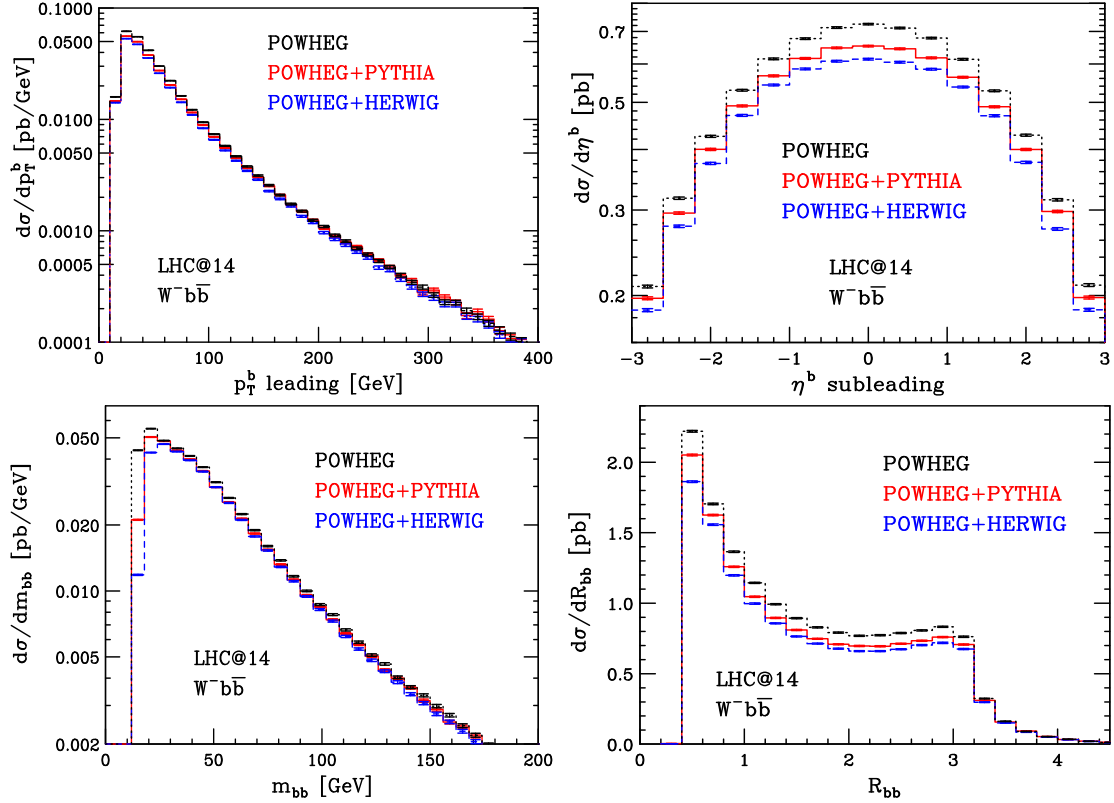 0.1000
0.0500
0.0100
0.0050
0.0010
0.0005
0.0001
dσ/dp_T^b [pb/GeV]
POWHEG
POWHEG+PYTHIA
POWHEG+HERWIG
LHC@14
W⁻bb̅
0 100 200 300 400
p_T^b leading [GeV]
0.7
0.5
0.3
0.2
dσ/dη^b [pb]
POWHEG
POWHEG+PYTHIA
POWHEG+HERWIG
LHC@14
W⁻bb̅
−3 −2 −1 0 1 2 3
η^b subleading
0.050
0.020
0.010
0.005
0.002
dσ/dm_bb [pb/GeV]
POWHEG
POWHEG+PYTHIA
POWHEG+HERWIG
LHC@14
W⁻bb̅
0 50 100 150 200
m_bb [GeV]
2.0
1.5
1.0
0.5
0.0
dσ/dR_bb [pb]
POWHEG
POWHEG+PYTHIA
POWHEG+HERWIG
LHC@14
W⁻bb̅
0 1 2 3 4
R_bb